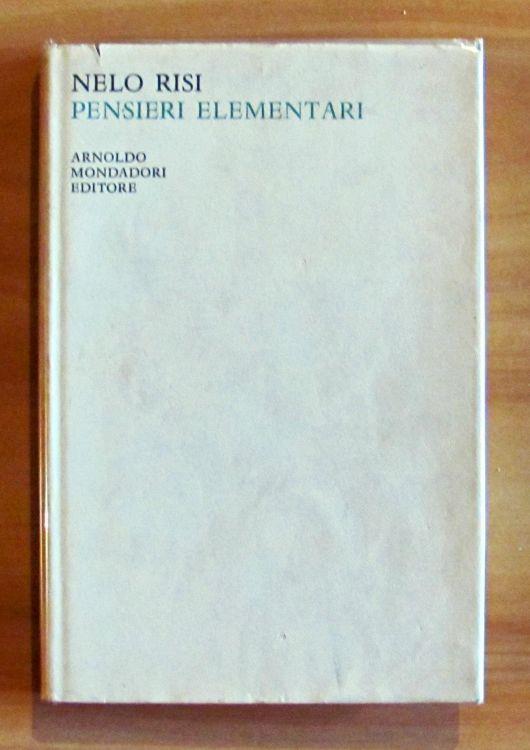 NELO RISI
PENSIERI ELEMENTARI
ARNOLDO
MONDADORI
EDITORE